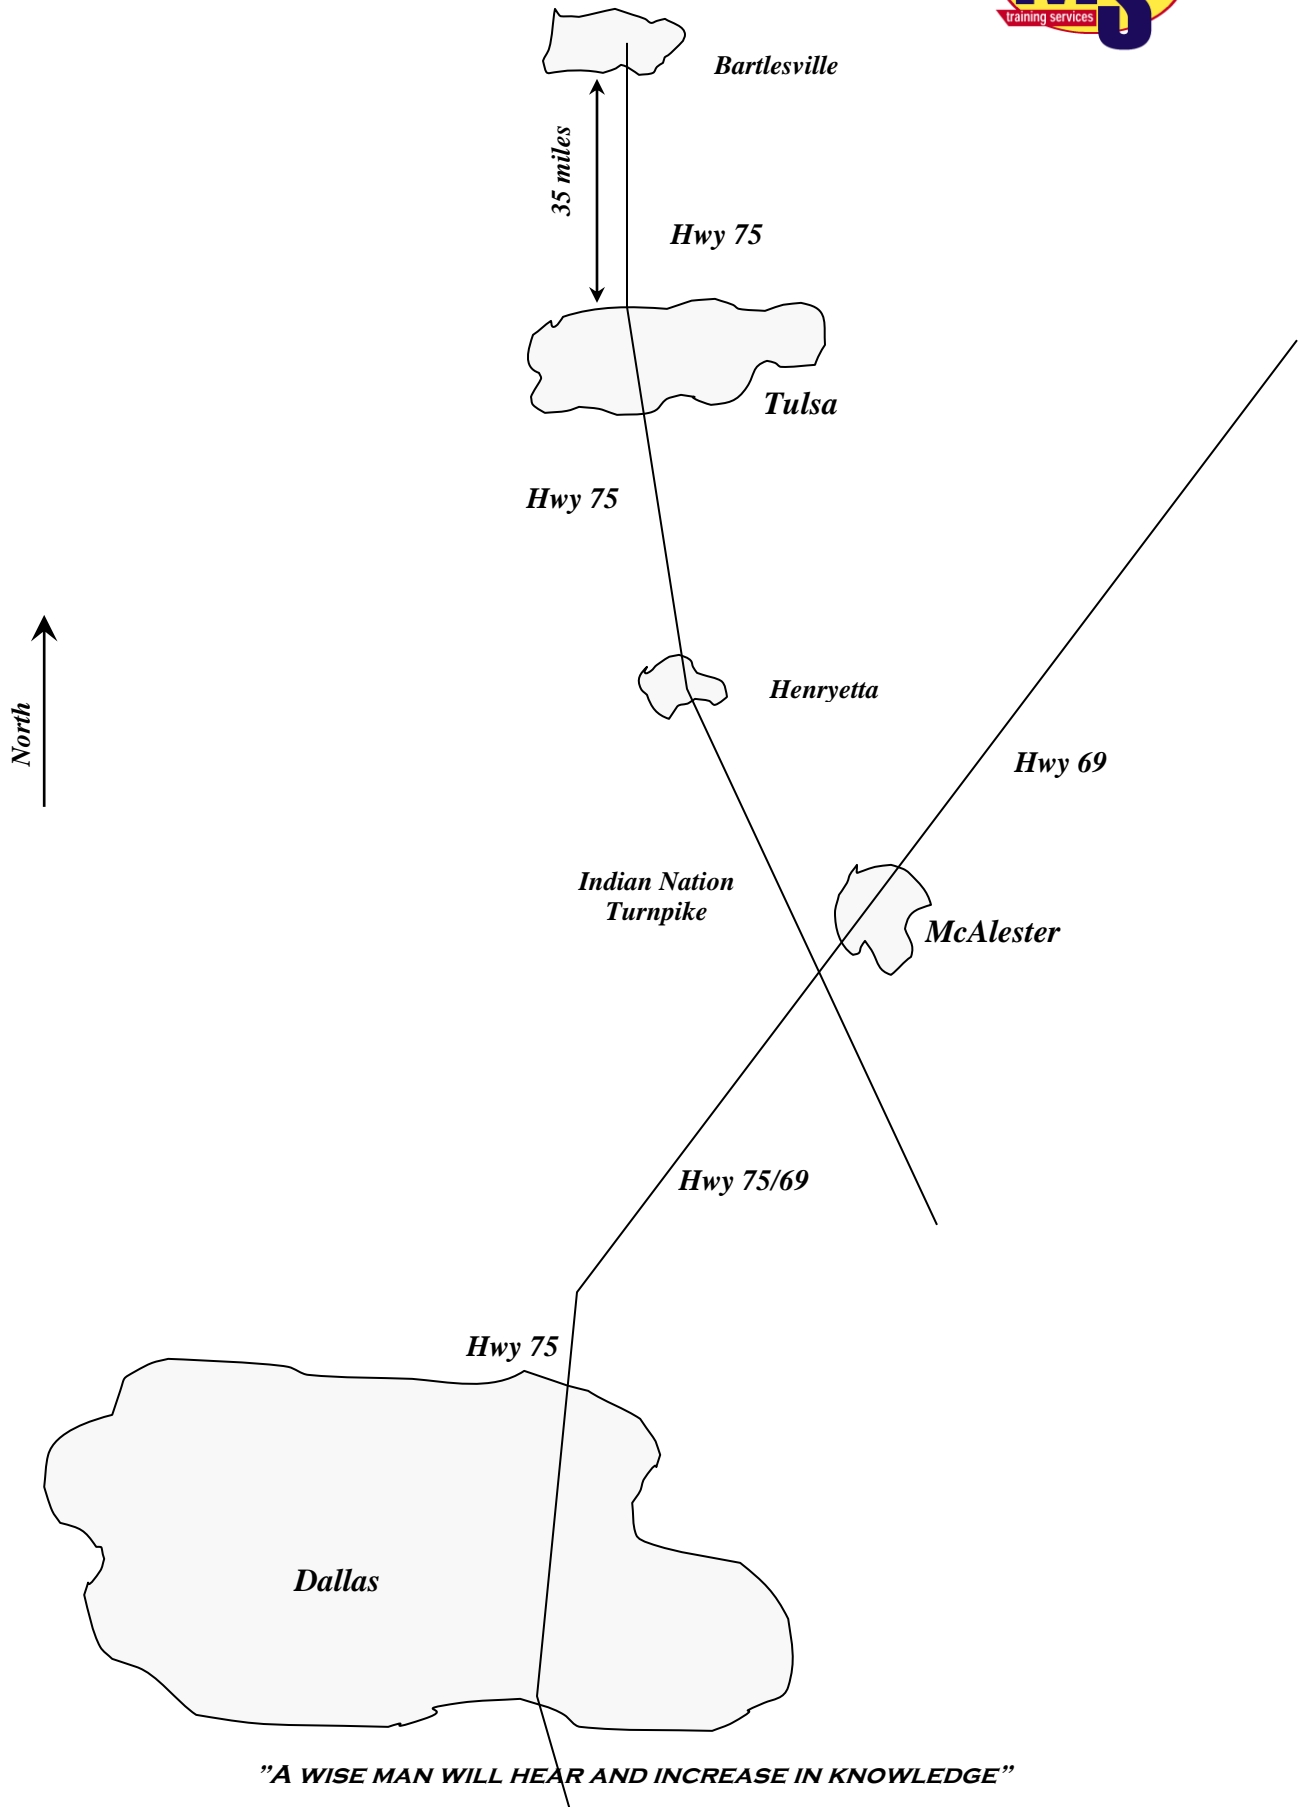 training services
Bartlesville
35 miles
Hwy 75
Tulsa
Hwy 75
Henryetta
North
Hwy 69
Indian Nation
Turnpike
McAlester
Hwy 75/69
Hwy 75
Dallas
”A WISE MAN WILL HEAR AND INCREASE IN KNOWLEDGE”